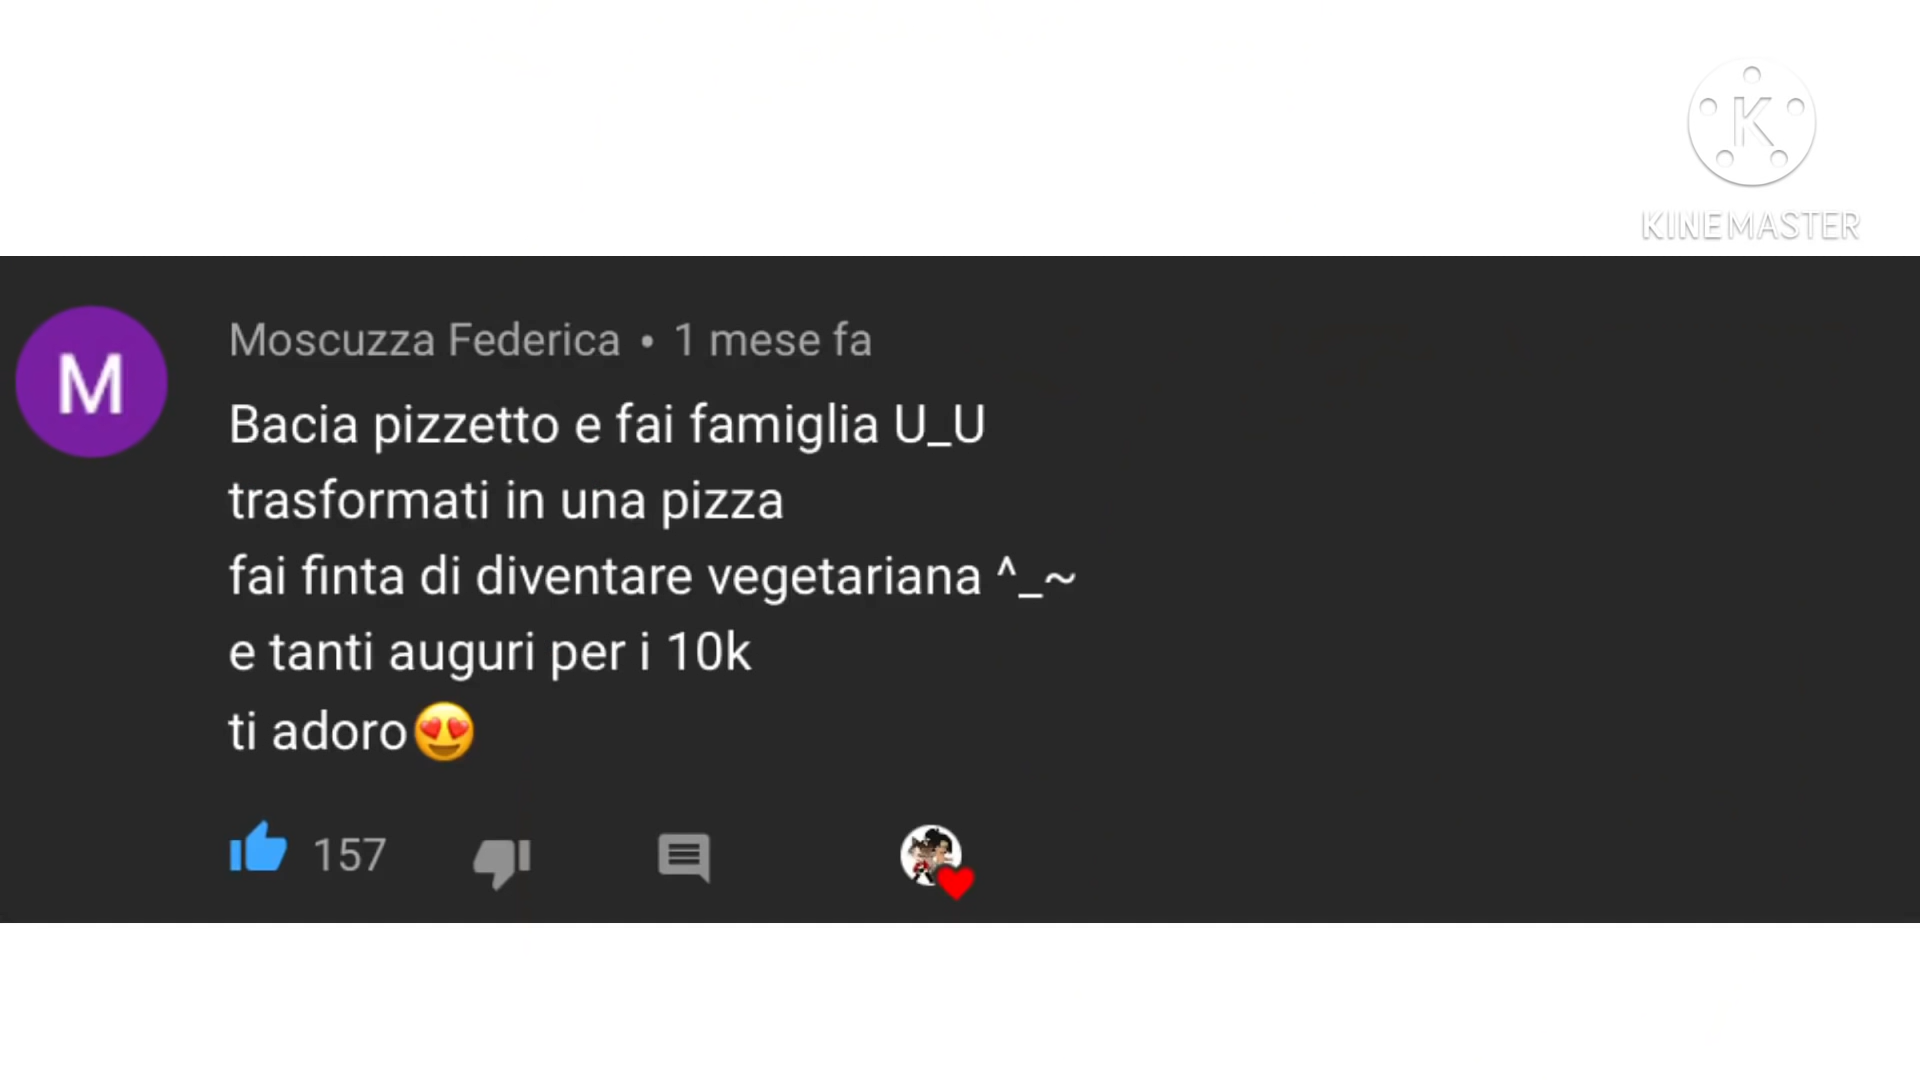 K
KINEMASTER
M
Moscuzza Federica • 1 mese fa
Bacia pizzetto e fai famiglia U_U
trasformati in una pizza
fai finta di diventare vegetariana ^_~
e tanti auguri per i 10k
ti adoro😍
157